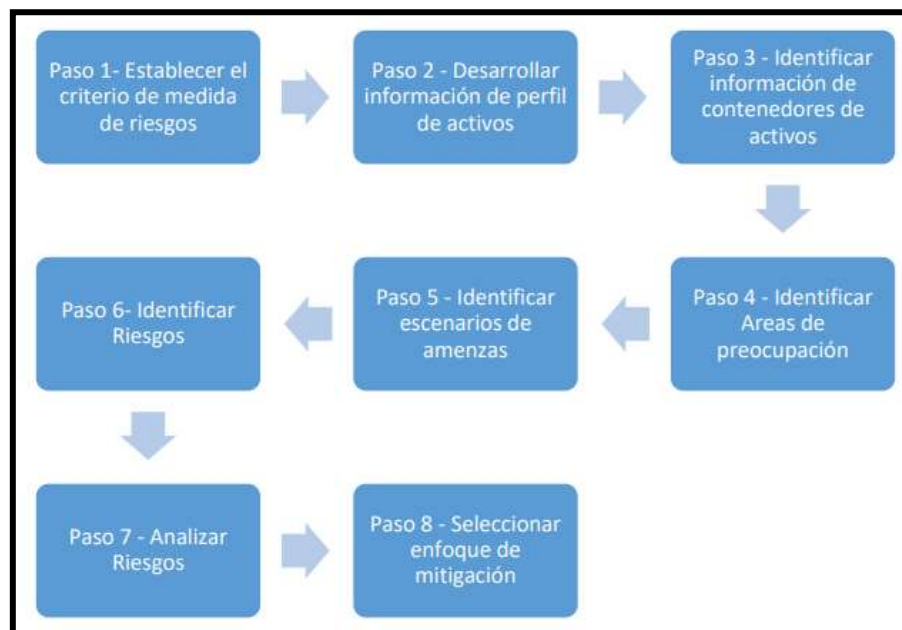 Paso 1- Establecer el
criterio de medida
de riesgos
Paso 2 - Desarrollar
información de perfil
de activos
Paso 3 - Identificar
información de
contenedores de
activos
Paso 4 - Identificar
Areas de
preocupación
Paso 5 - Identificar
escenarios de
amenzas
Paso 6- Identificar
Riesgos
Paso 7 - Analizar
Riesgos
Paso 8 - Seleccionar
enfoque de
mitigación